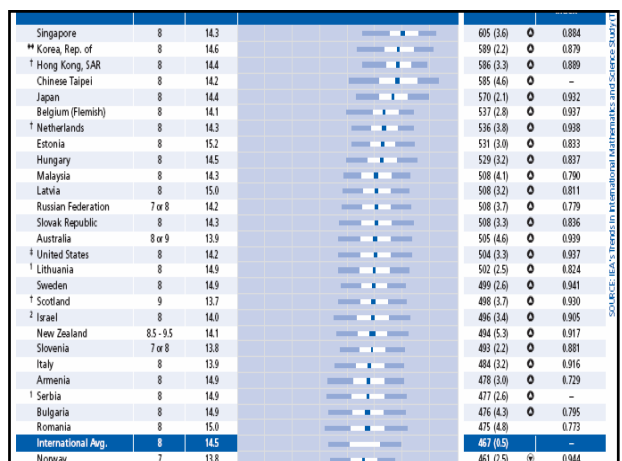 Singapore 8 14.3 605 (3.6) 0.884
Korea, Rep. of 8 14.6 589 (2.2) 0.879
† Hong Kong, SAR 8 14.4 586 (3.3) 0.889
Chinese Taipei 8 14.2 585 (4.6) –
Japan 8 14.4 570 (2.1) 0.932
Belgium (Flemish) 8 14.1 537 (2.8) 0.937
† Netherlands 8 14.3 536 (3.8) 0.938
Estonia 8 15.2 531 (3.0) 0.833
Hungary 8 14.5 529 (3.2) 0.837
Malaysia 8 14.3 508 (4.1) 0.790
Latvia 8 15.0 508 (3.2) 0.811
Russian Federation 7 or 8 14.2 508 (3.7) 0.779
Slovak Republic 8 14.3 508 (3.3) 0.836
Australia 8 or 9 13.9 505 (4.6) 0.939
‡ United States 8 14.2 504 (3.3) 0.937
1 Lithuania 8 14.9 502 (2.5) 0.824
Sweden 8 14.9 499 (2.6) 0.941
† Scotland 9 13.7 498 (3.7) 0.930
2 Israel 8 14.0 496 (3.4) 0.905
New Zealand 8.5 - 9.5 14.1 494 (5.3) 0.917
Slovenia 7 or 8 13.8 493 (2.2) 0.881
Italy 8 13.9 484 (3.2) 0.916
Armenia 8 14.9 478 (3.0) 0.729
1 Serbia 8 14.9 477 (2.6) –
Bulgaria 8 14.9 476 (4.3) 0.795
Romania 8 15.0 475 (4.8) 0.773
International Avg. 8 14.5 467 (0.5) –
Norway 7 13.8 461 (2.5) 0.944
SOURCE: IEA's Trends in International Mathematics and Science Study (T